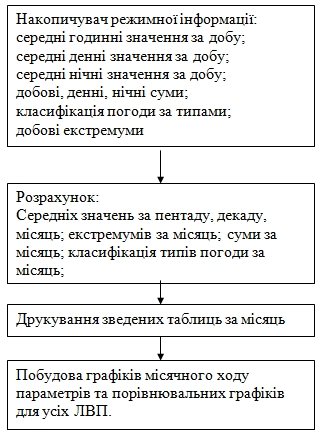 Накопичувач режимної інформації:
середні годинні значення за добу;
середні денні значення за добу;
середні нічні значення за добу;
добові, денні, нічні суми;
класифікація погоди за типами;
добові екстремуми
Розрахунок:
Середніх значень за пентаду, декаду,
місяць; екстремумів за місяць; суми за
місяць; класифікація типів погоди за
місяць;
Друкування зведених таблиць за місяць
Побудова графіків місячного ходу
параметрів та порівнювальних графіків
для усіх ЛВП.